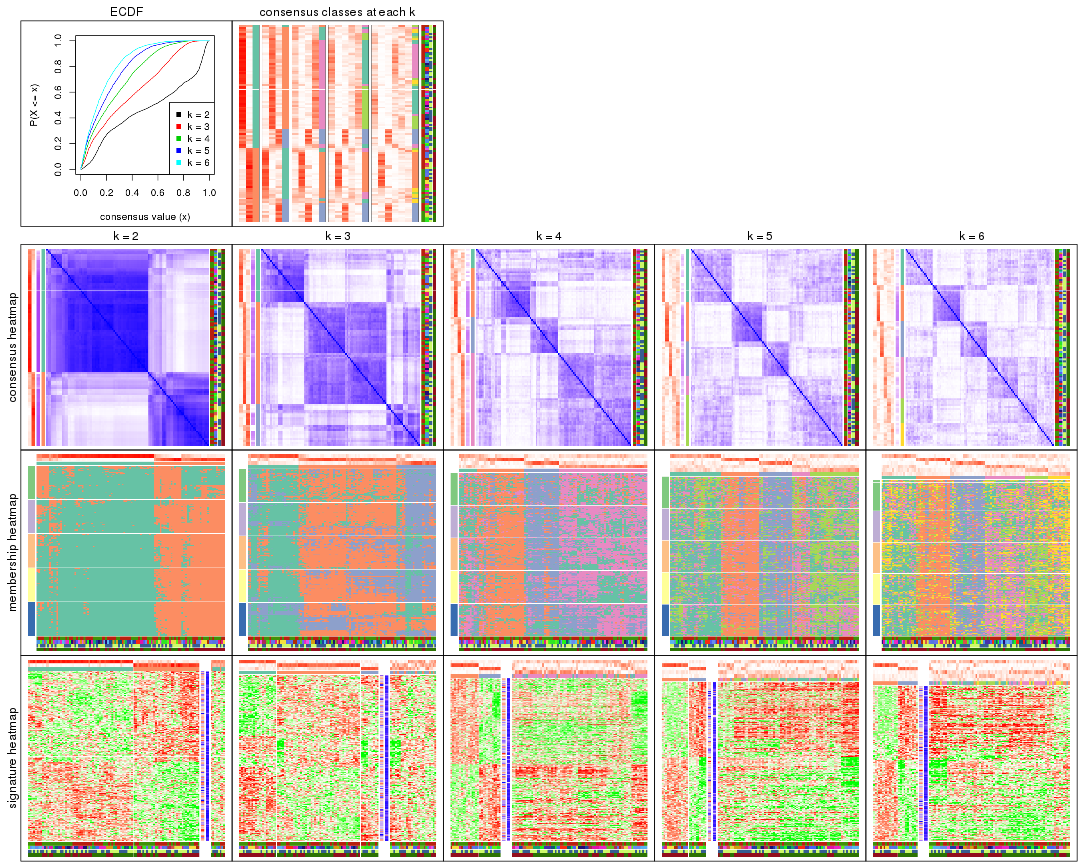 ECDF
consensus classes at each k
P(X <= x)
0.0 0.2 0.4 0.6 0.8 1.0
k = 2
k = 3
k = 4
k = 5
k = 6
0.0 0.2 0.4 0.6 0.8 1.0
consensus value (x)
k = 2 k = 3 k = 4 k = 5 k = 6
consensus heatmap
membership heatmap
signature heatmap